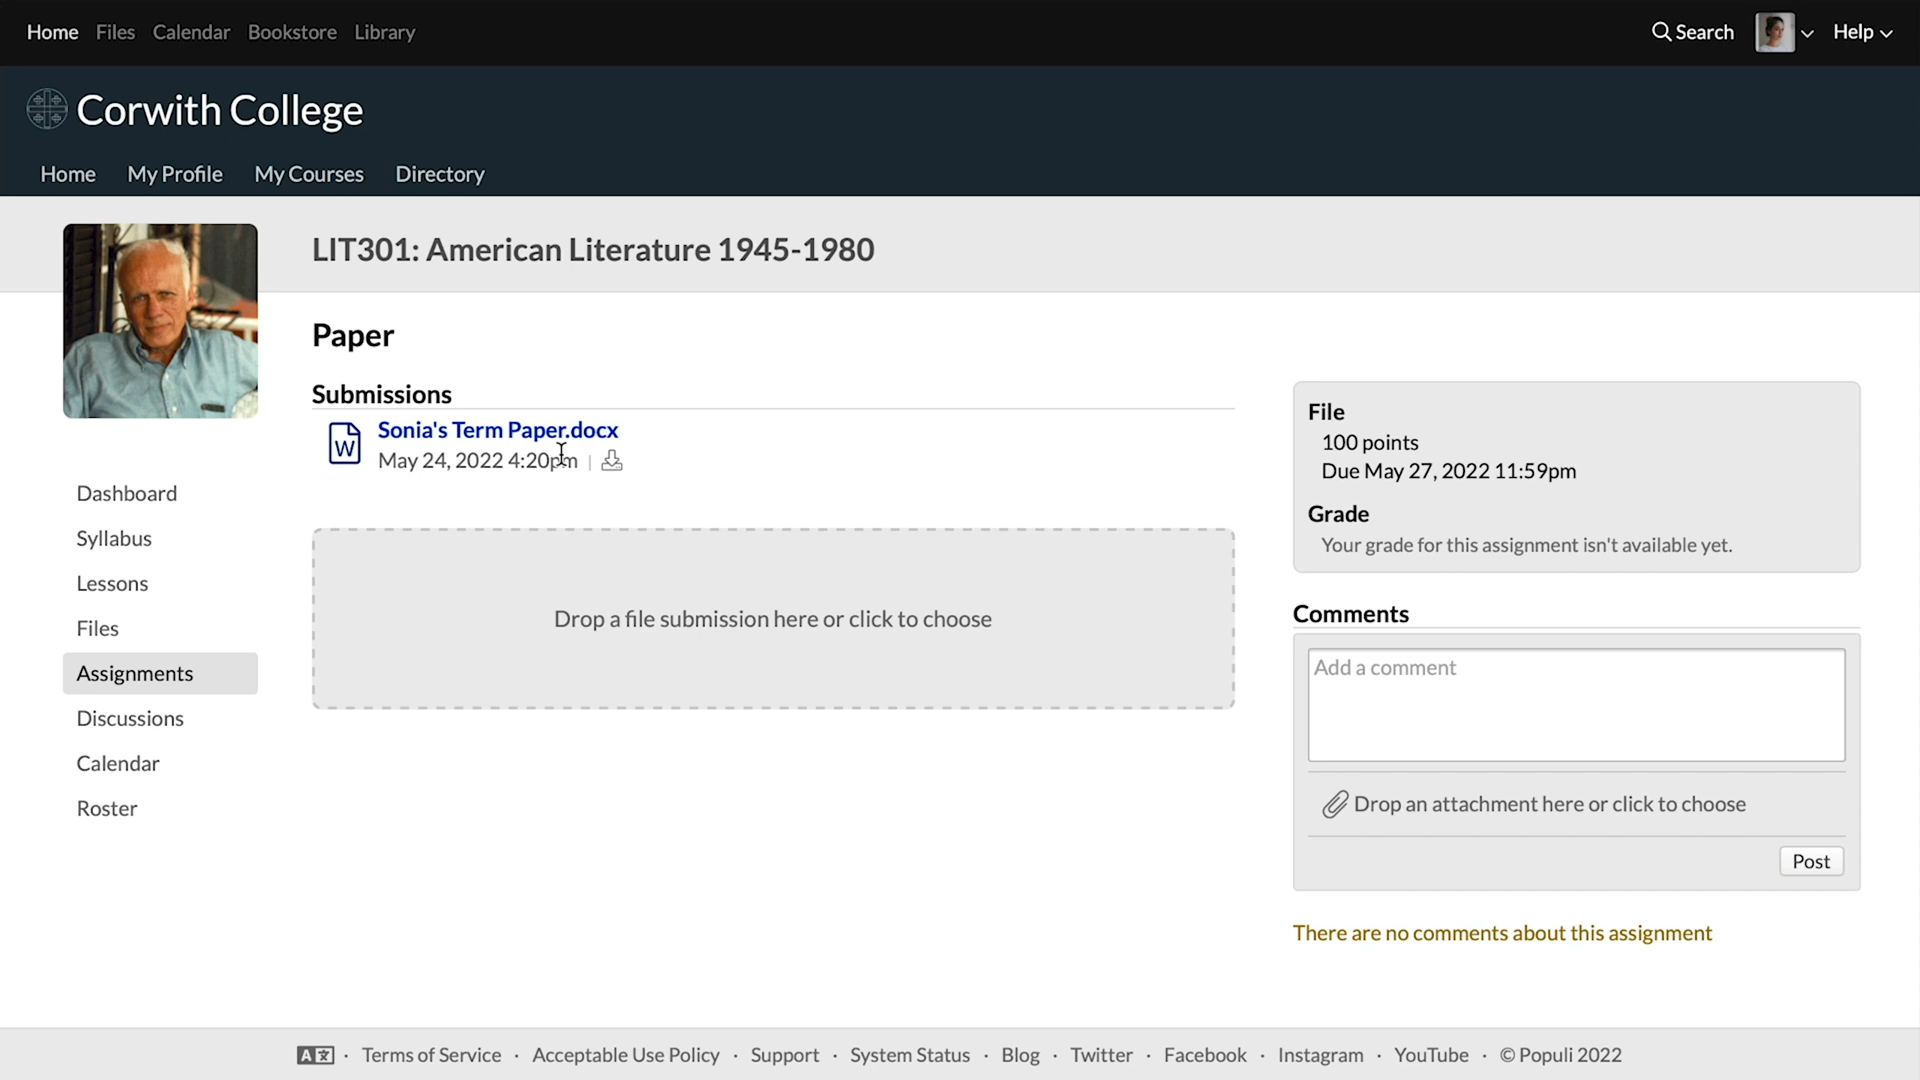 Home Files Calendar Bookstore Library
Search
Help
Corwith College
Home My Profile My Courses Directory
LIT301: American Literature 1945-1980
Dashboard
Syllabus
Lessons
Files
Assignments
Discussions
Calendar
Roster
Paper
Submissions
W
Sonia's Term Paper.docx
May 24, 2022 4:20pm |
Drop a file submission here or click to choose
File
100 points
Due May 27, 2022 11:59pm
Grade
Your grade for this assignment isn't available yet.
Comments
Add a comment
Drop an attachment here or click to choose
Post
There are no comments about this assignment
A文 · Terms of Service · Acceptable Use Policy · Support · System Status · Blog · Twitter · Facebook · Instagram · YouTube · © Populi 2022